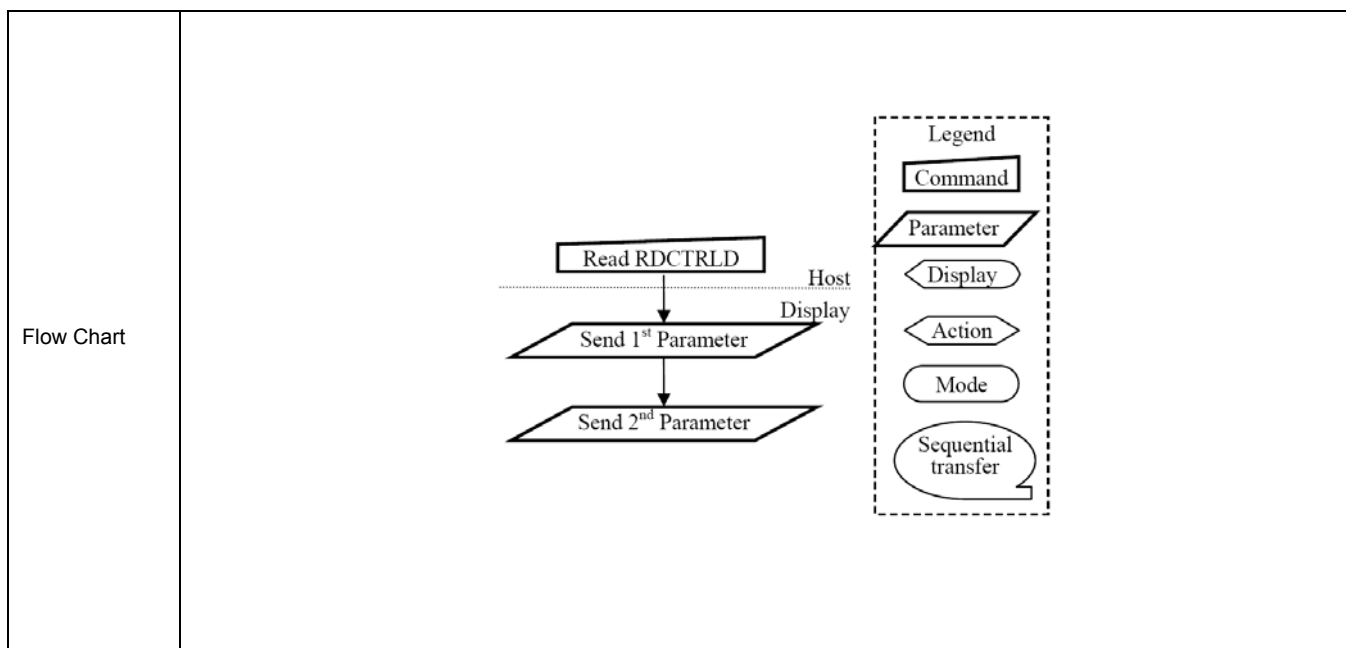 Flow Chart
Read RDCTRLD
Host
Display
Send 1st Parameter
Send 2nd Parameter
Legend
Command
Parameter
Display
Action
Mode
Sequential
transfer